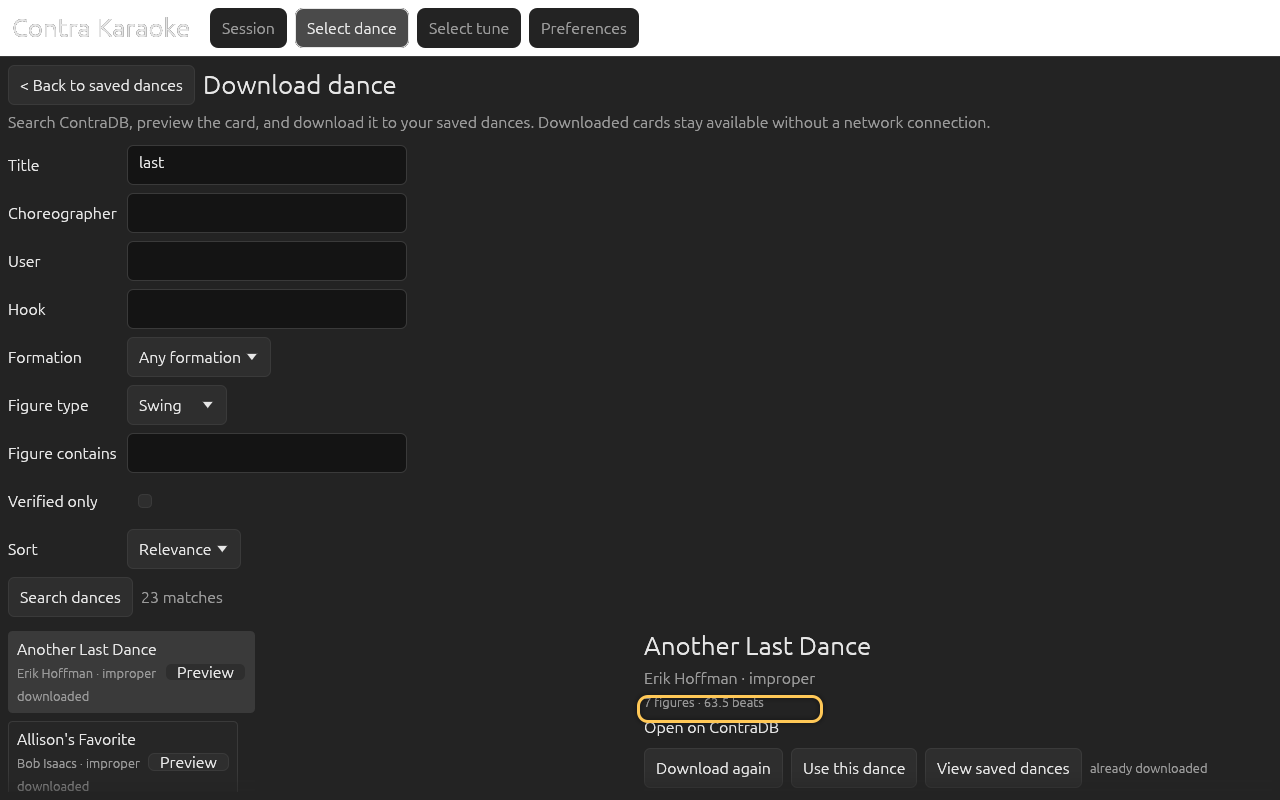 Contra Karaoke Session Select dance Select tune Preferences
< Back to saved dances Download dance
Search ContraDB, preview the card, and download it to your saved dances. Downloaded cards stay available without a network connection.
Title last
Choreographer
User
Hook
Formation Any formation
Figure type Swing
Figure contains
Verified only
Sort Relevance
Search dances 23 matches
Another Last Dance
Erik Hoffman · improper Preview
downloaded
Allison's Favorite
Bob Isaacs · improper Preview
downloaded
Another Last Dance
Erik Hoffman · improper
7 figures · 63.5 beats
Open on ContraDB
Download again Use this dance View saved dances already downloaded